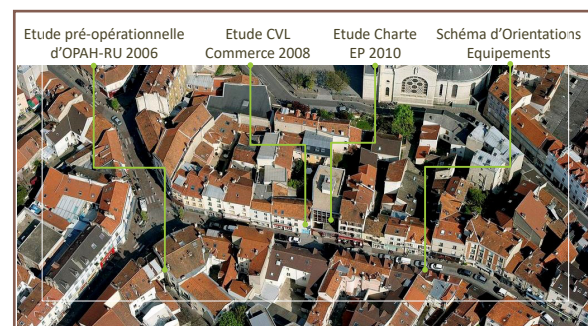 Etude pré-opérationnelle
d’OPAH-RU 2006
Etude CVL
Commerce 2008
Etude Charte
EP 2010
Schéma d’Orientations
Equipements